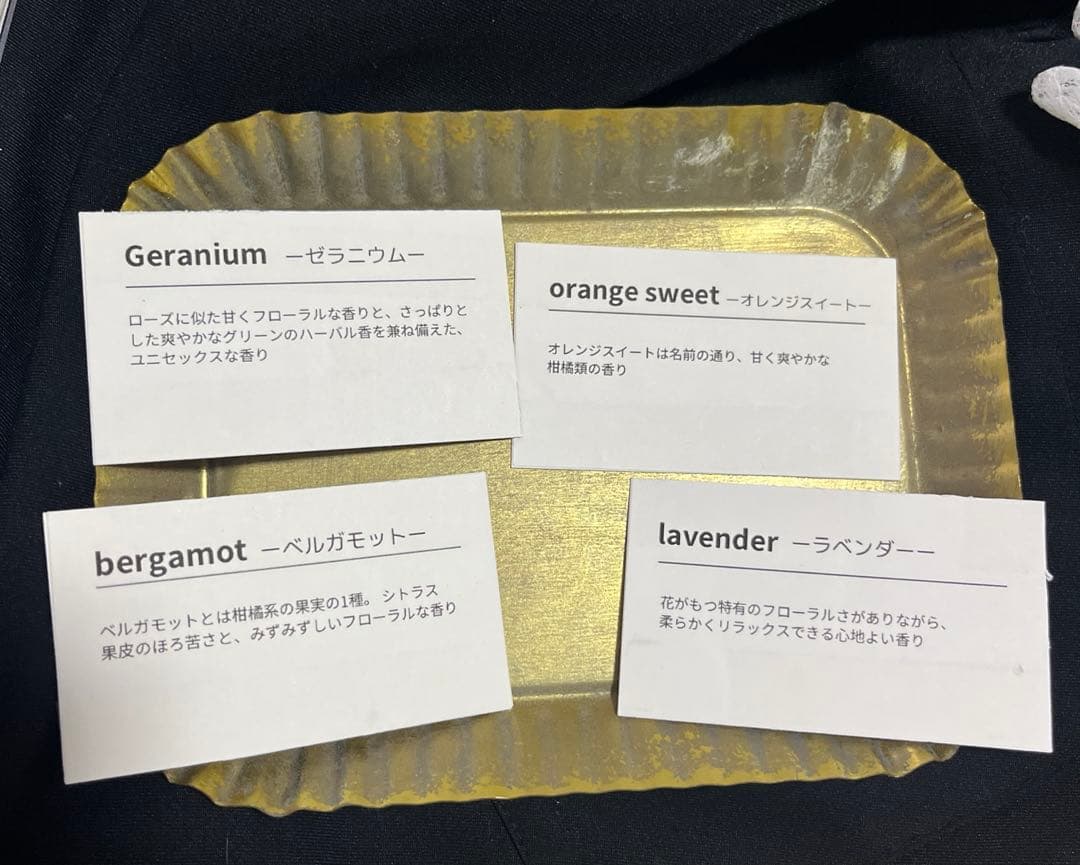 Geranium ーゼラニウムー
ローズに似た甘くフローラルな香りと、さっぱりと
した爽やかなグリーンのハーバル香を兼ね備えた、
ユニセックスな香り
orange sweet ーオレンジスイートー
オレンジスイートは名前の通り、甘く爽やかな
柑橘類の香り
bergamot ーベルガモットー
ベルガモットとは柑橘系の果実の1種。 シトラス
果皮のほろ苦さと、みずみずしいフローラルな香り
lavender ーラベンダーー
花がもつ特有のフローラルさがありながら、
柔らかくリラックスできる心地よい香り